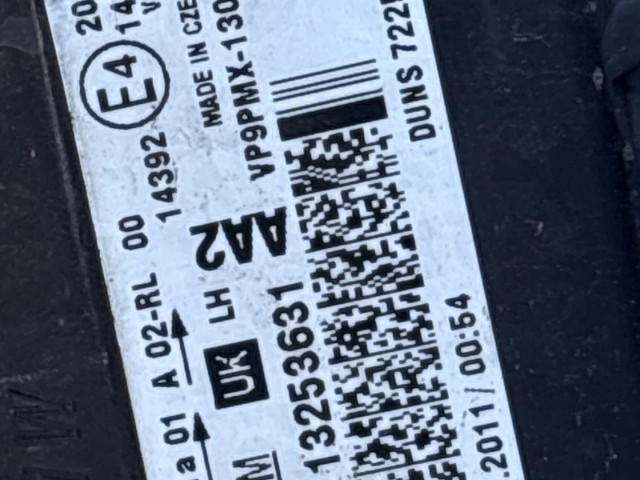 20
E4 14
a 01 A 02-RL 00
14392
MADE IN CZE
UK LH AA2 VP9PMX-130
M
13253631
DUNS 722
.2011/ 00:54